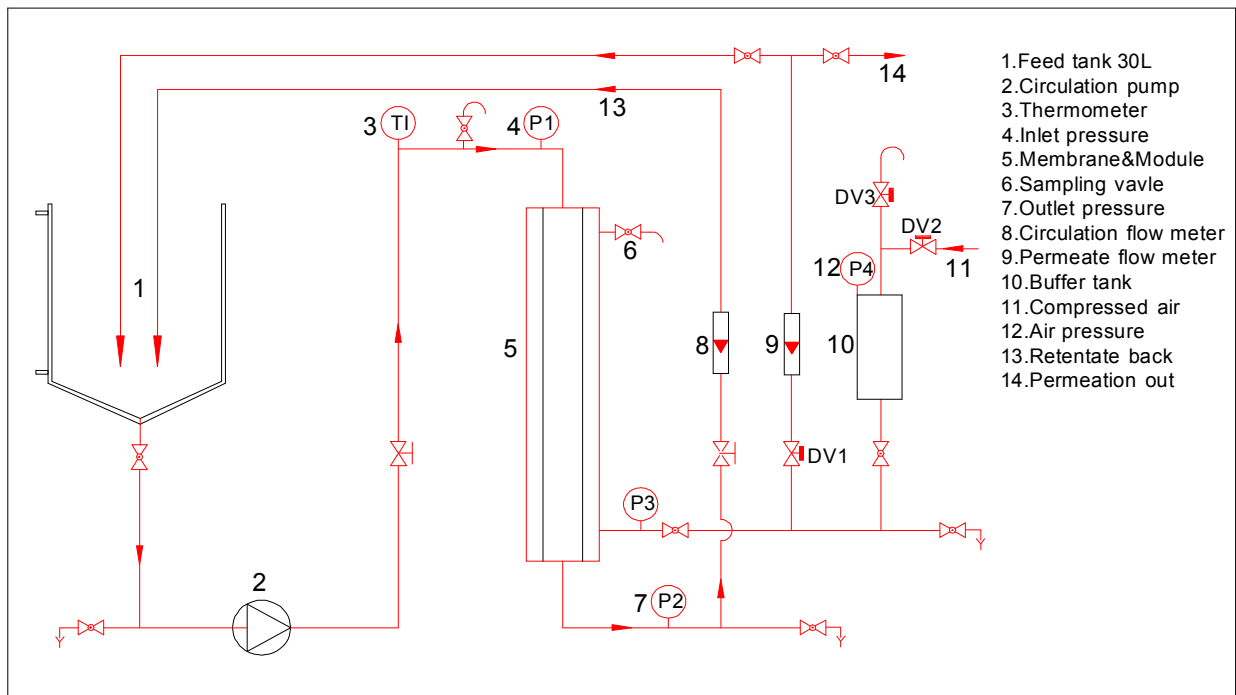 14
13
3
TI
4
P1
1.Feed tank 30L
2.Circulation pump
3.Thermometer
4.Inlet pressure
5.Membrane&Module
6.Sampling vavle
7.Outlet pressure
8.Circulation flow meter
9.Permeate flow meter
10.Buffer tank
11.Compressed air
12.Air pressure
13.Retentate back
14.Permeation out
DV3
DV2
6
11
12
P4
1
5
8
9
10
DV1
P3
2
7
P2